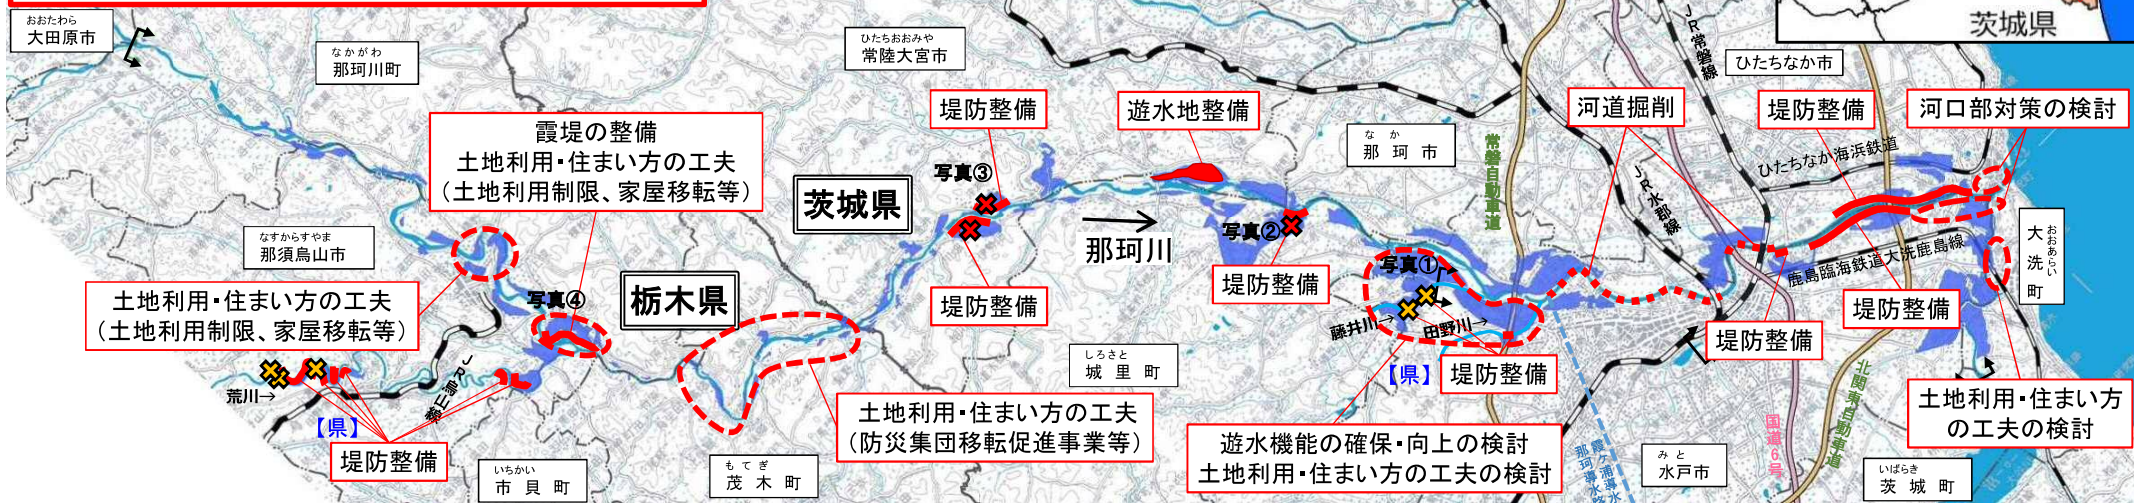 おおたわら
大田原市
なかがわ
那珂川町
ひたちおおみや
常陸大宮市
茨城県
ひたちなか市
JR常磐線
堤防整備
遊水地整備
河道掘削
堤防整備
河口部対策の検討
霞堤の整備
土地利用・住まい方の工夫
（土地利用制限、家屋移転等）
なか
那珂市
常磐自動車道
ひたちなか海浜鉄道
JR水郡線
写真③
茨城県
那珂川
写真②
おおあらい
大洗町
なすからすやま
那須烏山市
鹿島臨海鉄道大洗鹿島線
写真①
土地利用・住まい方の工夫
（土地利用制限、家屋移転等）
写真④
栃木県
堤防整備
堤防整備
堤防整備
堤防整備
藤井川→
田野川→
しろさと
城里町
【県】
堤防整備
荒川→
JR烏山線
【県】
堤防整備
土地利用・住まい方の工夫
（防災集団移転促進事業等）
遊水機能の確保・向上の検討
土地利用・住まい方の工夫の検討
土地利用・住まい方
の工夫の検討
北関東自動車道
国道6号
霞ヶ浦導水
那珂導水路
いちかい
市貝町
もてぎ
茂木町
みと
水戸市
いばらき
茨城町